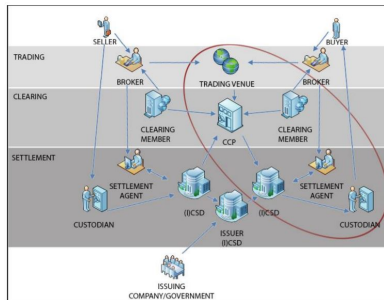 SELLER
BUYER
TRADING
BROKER
TRADING VENUE
BROKER
CLEARING
CLEARING
MEMBER
CCP
CLEARING
MEMBER
SETTLEMENT
SETTLEMENT
AGENT
(I)CSD
(I)CSD
SETTLEMENT
AGENT
CUSTODIAN
ISSUER
(I)CSD
CUSTODIAN
ISSUING
COMPANY/GOVERNMENT